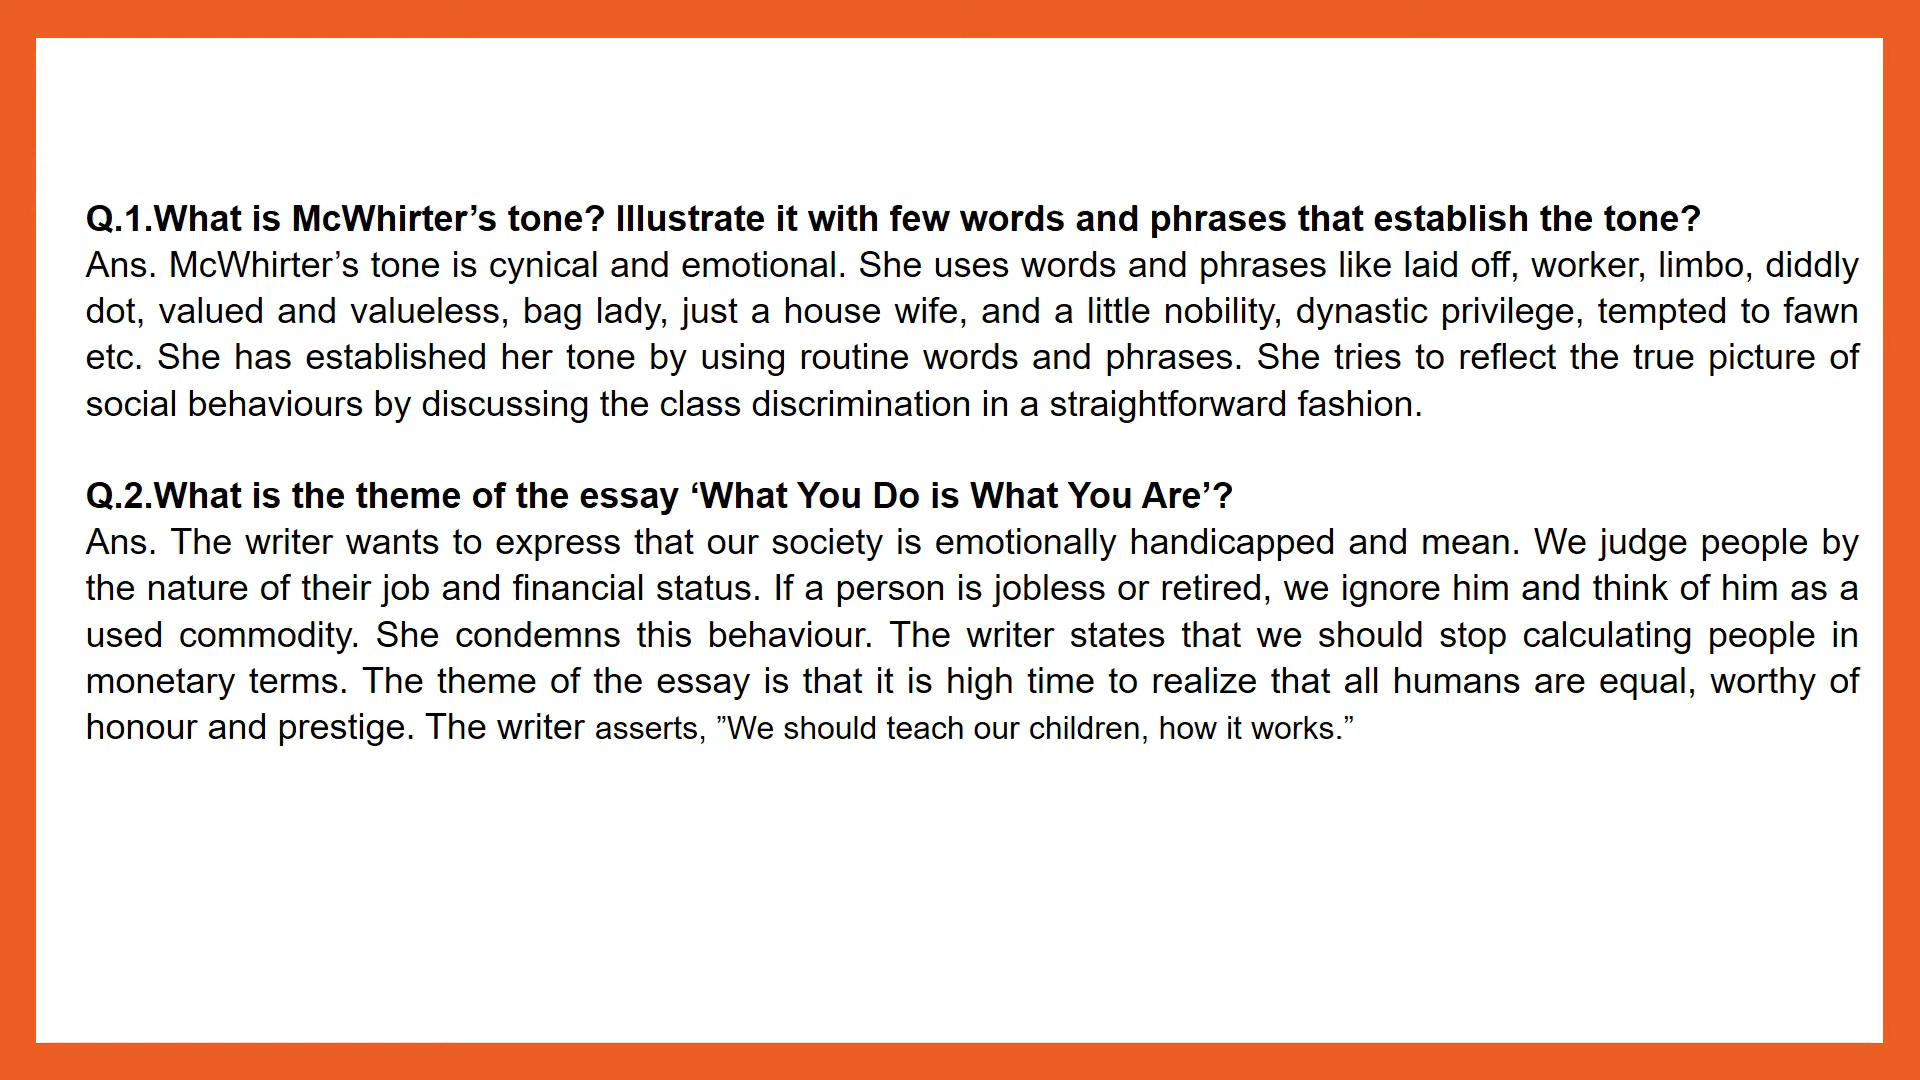 Q.1.What is McWhirter’s tone? Illustrate it with few words and phrases that establish the tone?
Ans. McWhirter’s tone is cynical and emotional. She uses words and phrases like laid off, worker, limbo, diddly
dot, valued and valueless, bag lady, just a house wife, and a little nobility, dynastic privilege, tempted to fawn
etc. She has established her tone by using routine words and phrases. She tries to reflect the true picture of
social behaviours by discussing the class discrimination in a straightforward fashion.
Q.2.What is the theme of the essay ‘What You Do is What You Are’?
Ans. The writer wants to express that our society is emotionally handicapped and mean. We judge people by
the nature of their job and financial status. If a person is jobless or retired, we ignore him and think of him as a
used commodity. She condemns this behaviour. The writer states that we should stop calculating people in
monetary terms. The theme of the essay is that it is high time to realize that all humans are equal, worthy of
honour and prestige. The writer asserts, ”We should teach our children, how it works.”